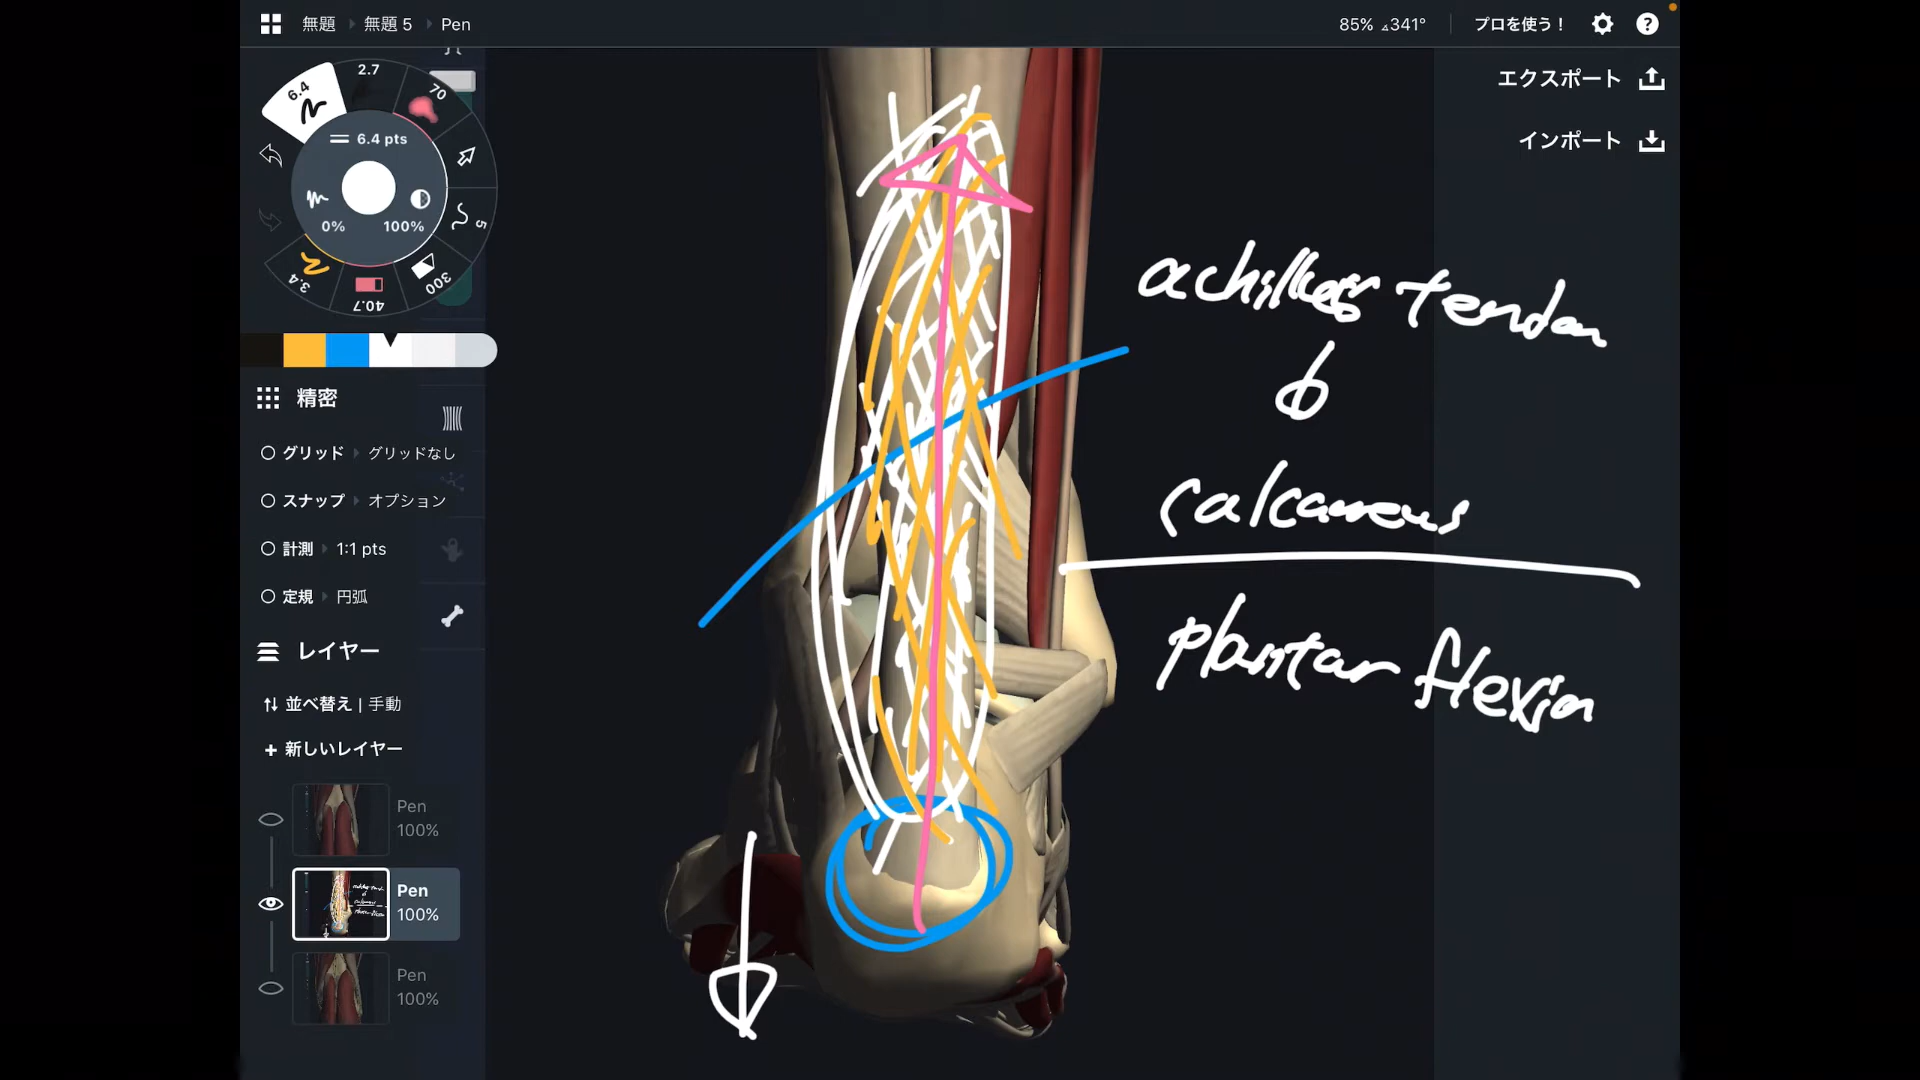 無題 無題 5 Pen
85% ⊿341° プロを使う！
エクスポート
インポート
2.7
6.4
70
6.4 pts
0% 100%
5
3.4
40.7
300
精密
グリッド グリッドなし
スナップ オプション
計測 1:1 pts
定規 円弧
レイヤー
並べ替え | 手動
+ 新しいレイヤー
Pen
100%
Pen
100%
Pen
100%
achilles tendon
calcaneus
plantar flexion